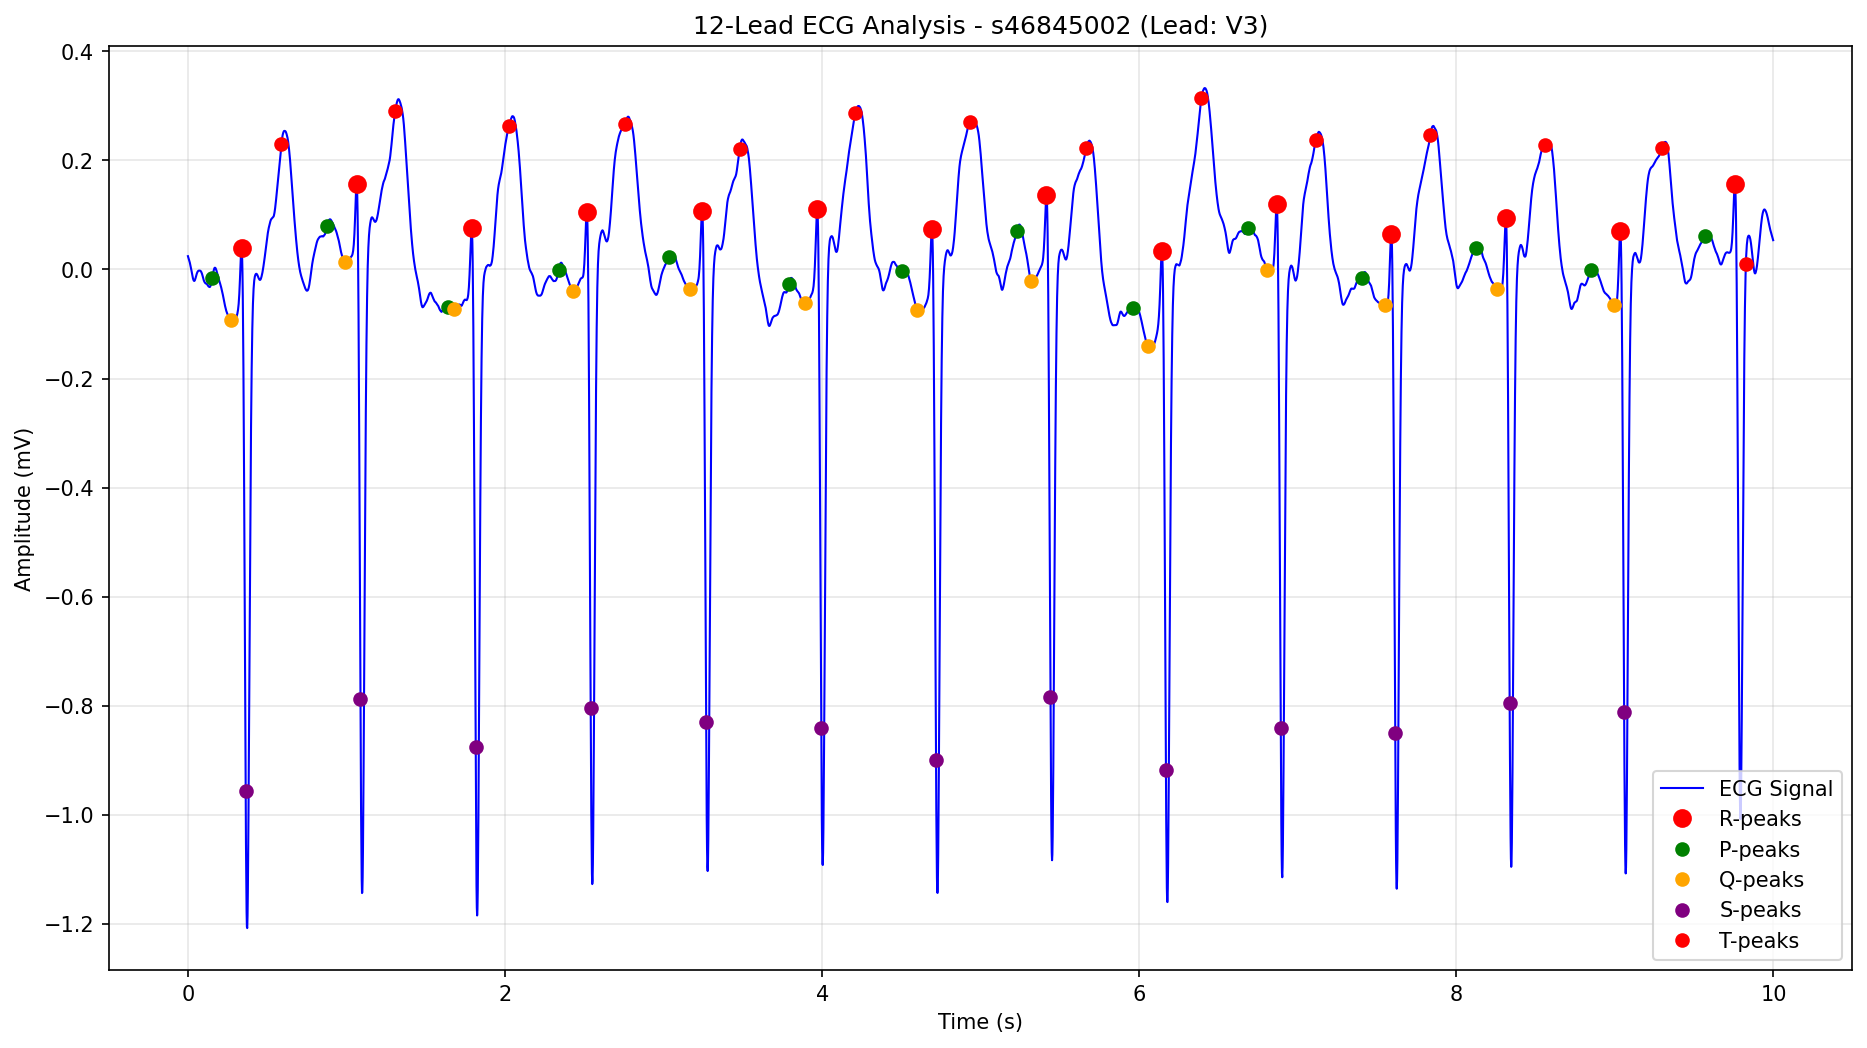 12-Lead ECG Analysis - s46845002 (Lead: V3)
Amplitude (mV)
0.4
0.2
0.0
−0.2
−0.4
−0.6
−0.8
−1.0
−1.2
ECG Signal
R-peaks
P-peaks
Q-peaks
S-peaks
T-peaks
0 2 4 6 8 10
Time (s)